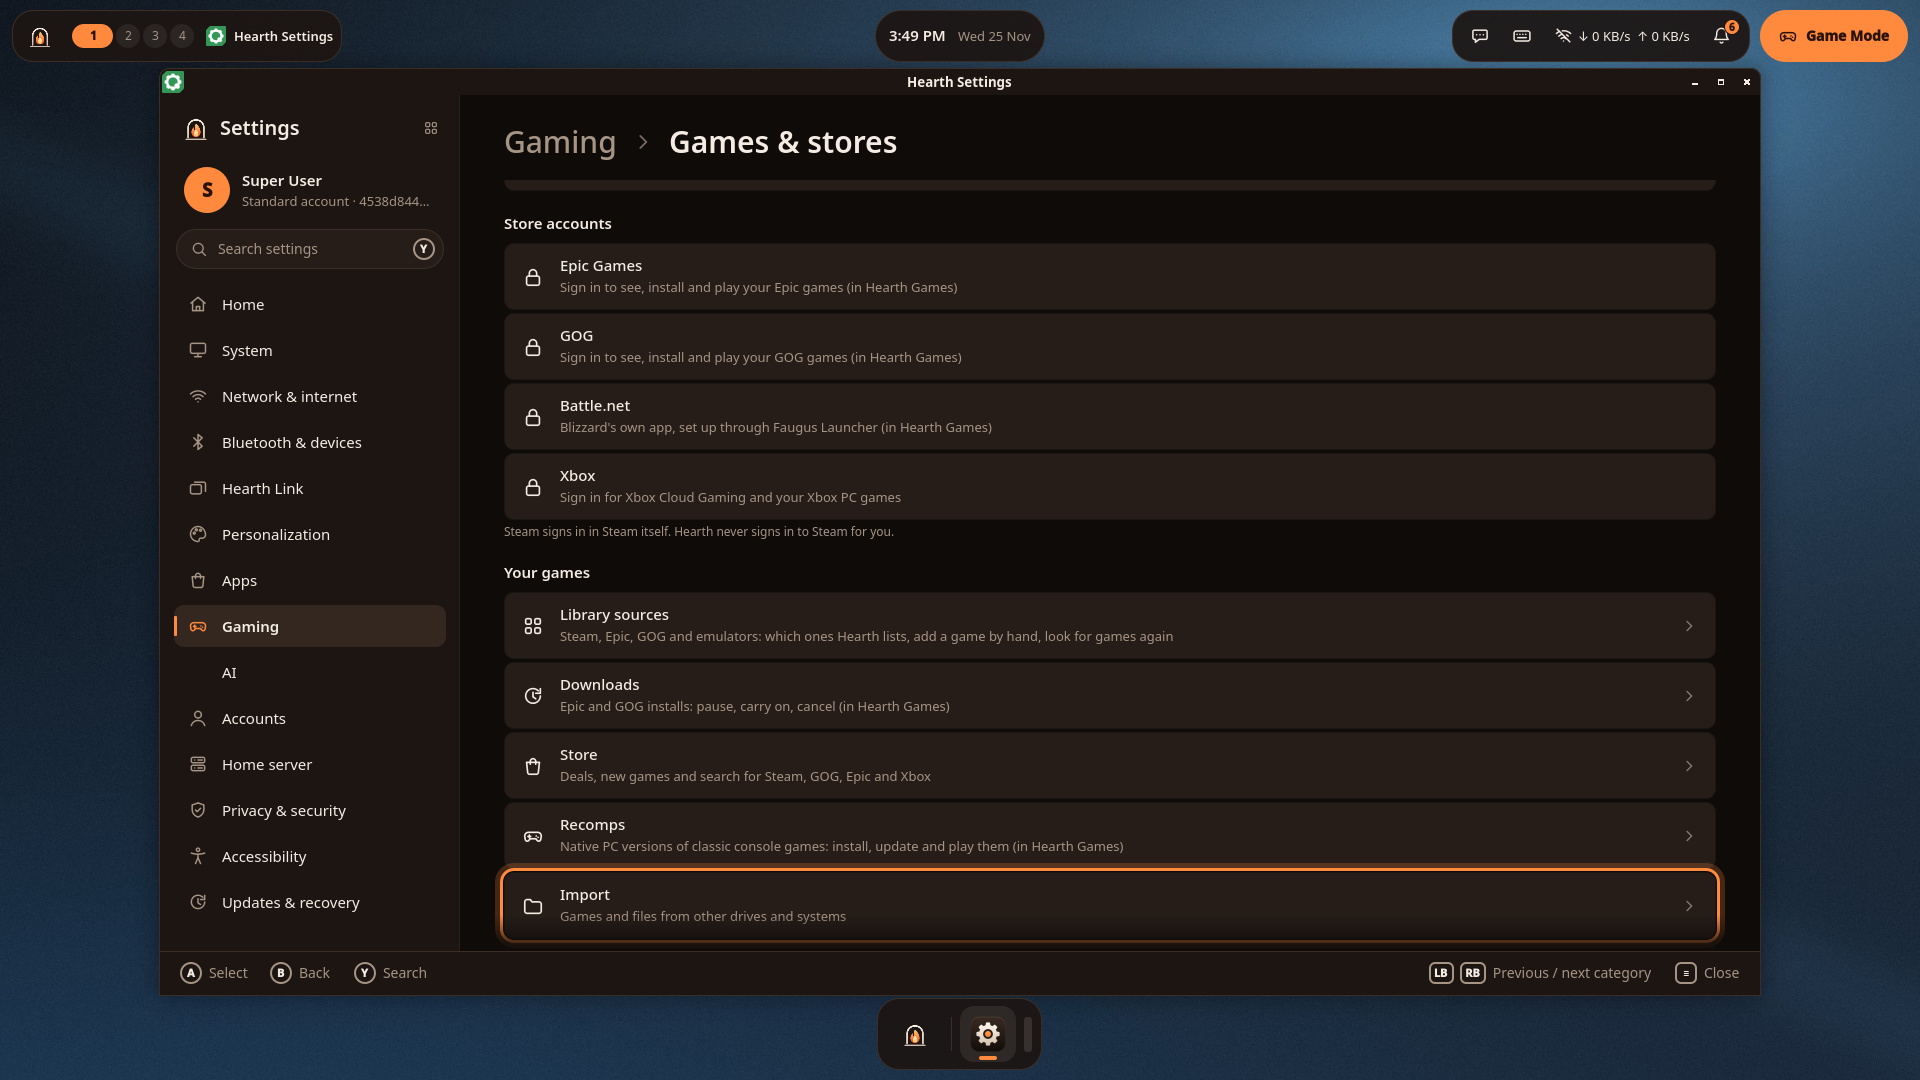 1
2
3
4
Hearth Settings
3:49 PM Wed 25 Nov
↓ 0 KB/s ↑ 0 KB/s
6
Game Mode
Hearth Settings
Settings
S
Super User
Standard account · 4538d844...
Search settings
Y
Home
System
Network & internet
Bluetooth & devices
Hearth Link
Personalization
Apps
Gaming
AI
Accounts
Home server
Privacy & security
Accessibility
Updates & recovery
Gaming > Games & stores
Store accounts
Epic Games
Sign in to see, install and play your Epic games (in Hearth Games)
GOG
Sign in to see, install and play your GOG games (in Hearth Games)
Battle.net
Blizzard's own app, set up through Faugus Launcher (in Hearth Games)
Xbox
Sign in for Xbox Cloud Gaming and your Xbox PC games
Steam signs in in Steam itself. Hearth never signs in to Steam for you.
Your games
Library sources
Steam, Epic, GOG and emulators: which ones Hearth lists, add a game by hand, look for games again
Downloads
Epic and GOG installs: pause, carry on, cancel (in Hearth Games)
Store
Deals, new games and search for Steam, GOG, Epic and Xbox
Recomps
Native PC versions of classic console games: install, update and play them (in Hearth Games)
Import
Games and files from other drives and systems
A Select B Back Y Search
LB RB Previous / next category ≡ Close